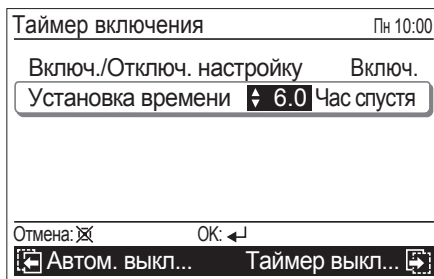 Таймер включения Пн 10:00
Включ./Отключ. настройку Включ.
Установка времени 6.0 Час спустя
Отмена: OK:
Автом. выкл... Таймер выкл...